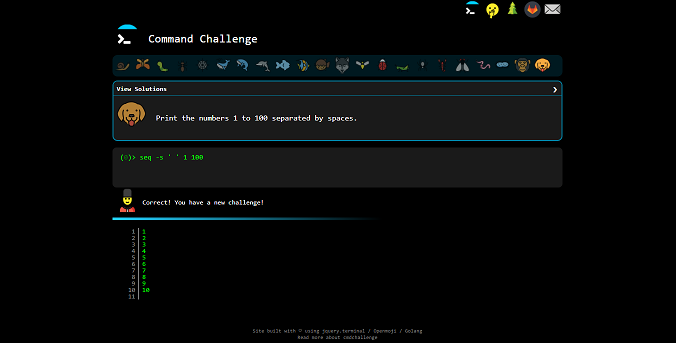 Command Challenge
View Solutions
Print the numbers 1 to 100 separated by spaces.
> seq -s ' ' 1 100
Correct! You have a new challenge!
1 1
2 2
3 3
4 4
5 5
6 6
7 7
8 8
9 9
10 10
11
Site built with © using jquery.terminal / Openmoji / Golang
Read more about cmdchallenge